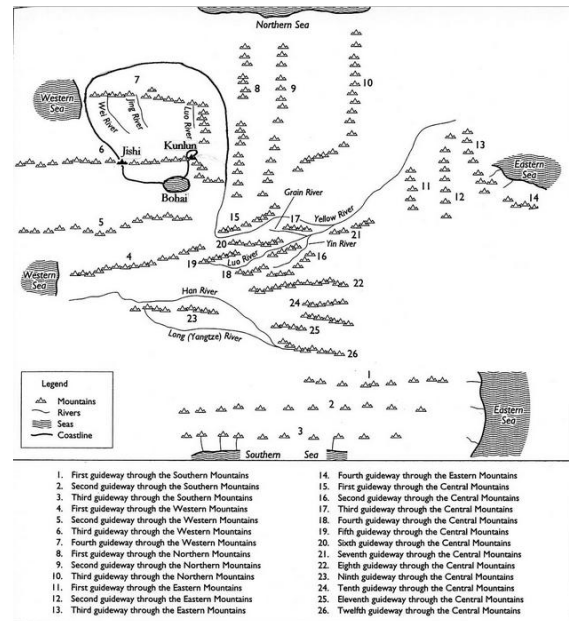 Northern Sea
7
8
9
10
Western Sea
Wei River
Jing River
Luo River
13
6
Jishi
Kunlun
Eastern Sea
11
12
14
Bohai
Grain River
5
15
17
Yellow River
21
20
Yin River
4
19
Luo River
16
18
Western Sea
22
Han River
23
24
Long (Yangtze) River
25
26
1
Legend
Mountains
Rivers
Seas
Coastline
2
Eastern Sea
3
Southern Sea
1. First guideway through the Southern Mountains
2. Second guideway through the Southern Mountains
3. Third guideway through the Southern Mountains
4. First guideway through the Western Mountains
5. Second guideway through the Western Mountains
6. Third guideway through the Western Mountains
7. Fourth guideway through the Western Mountains
8. First guideway through the Northern Mountains
9. Second guideway through the Northern Mountains
10. Third guideway through the Northern Mountains
11. First guideway through the Eastern Mountains
12. Second guideway through the Eastern Mountains
13. Third guideway through the Eastern Mountains
14. Fourth guideway through the Eastern Mountains
15. First guideway through the Central Mountains
16. Second guideway through the Central Mountains
17. Third guideway through the Central Mountains
18. Fourth guideway through the Central Mountains
19. Fifth guideway through the Central Mountains
20. Sixth guideway through the Central Mountains
21. Seventh guideway through the Central Mountains
22. Eighth guideway through the Central Mountains
23. Ninth guideway through the Central Mountains
24. Tenth guideway through the Central Mountains
25. Eleventh guideway through the Central Mountains
26. Twelfth guideway through the Central Mountains